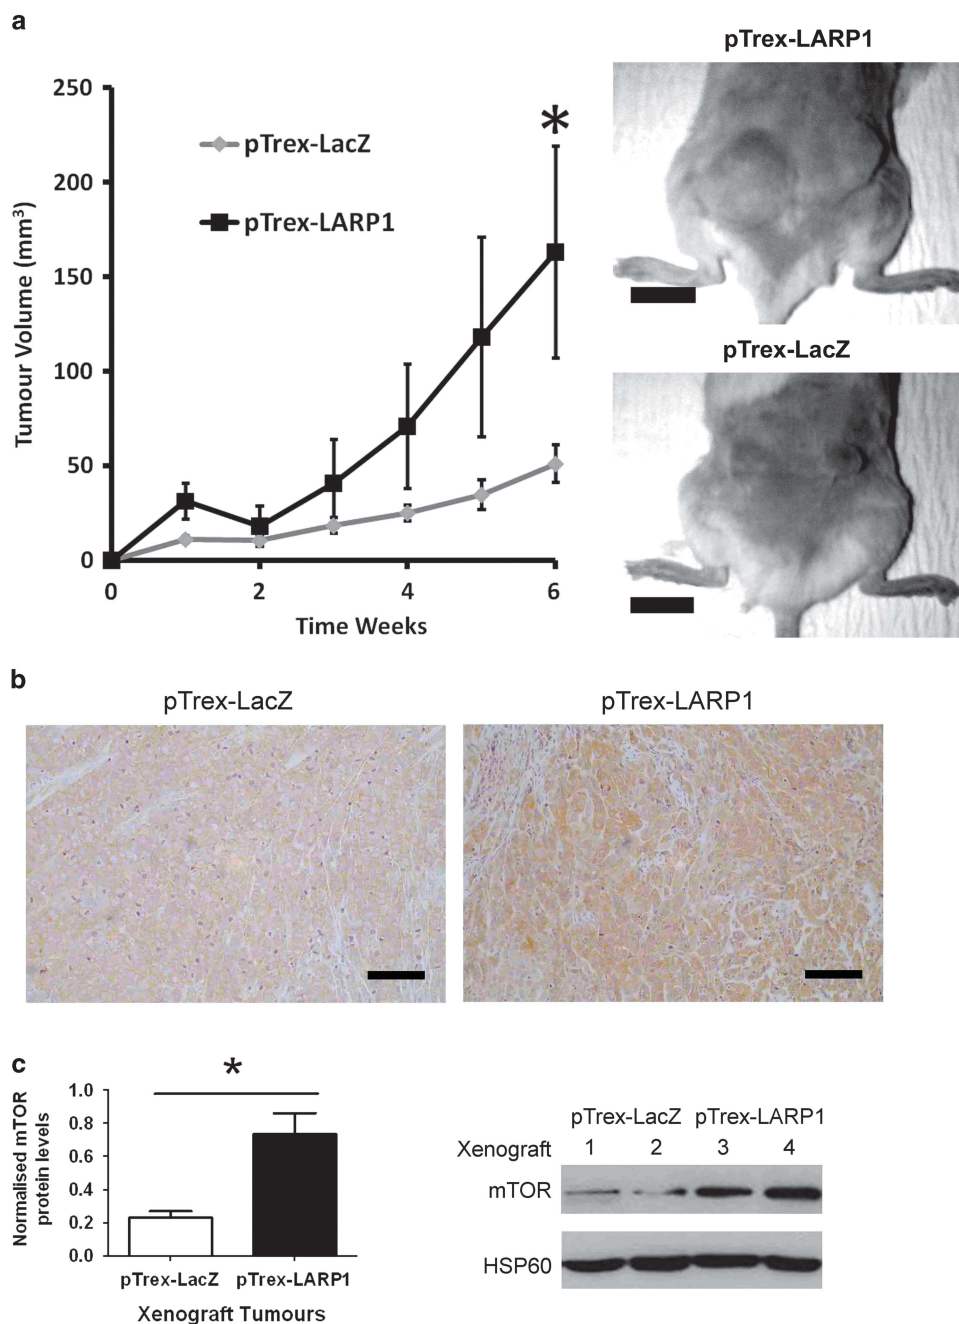 a
pTrex-LARP1
250
200
150
100
50
0
Tumour Volume (mm³)
pTrex-LacZ
pTrex-LARP1
*
0 2 4 6
Time Weeks
pTrex-LacZ
b
pTrex-LacZ pTrex-LARP1
c
*
Normalised mTOR
protein levels
1.0
0.8
0.6
0.4
0.2
0.0
pTrex-LacZ pTrex-LARP1
Xenograft Tumours
pTrex-LacZ pTrex-LARP1
Xenograft 1 2 3 4
mTOR
HSP60